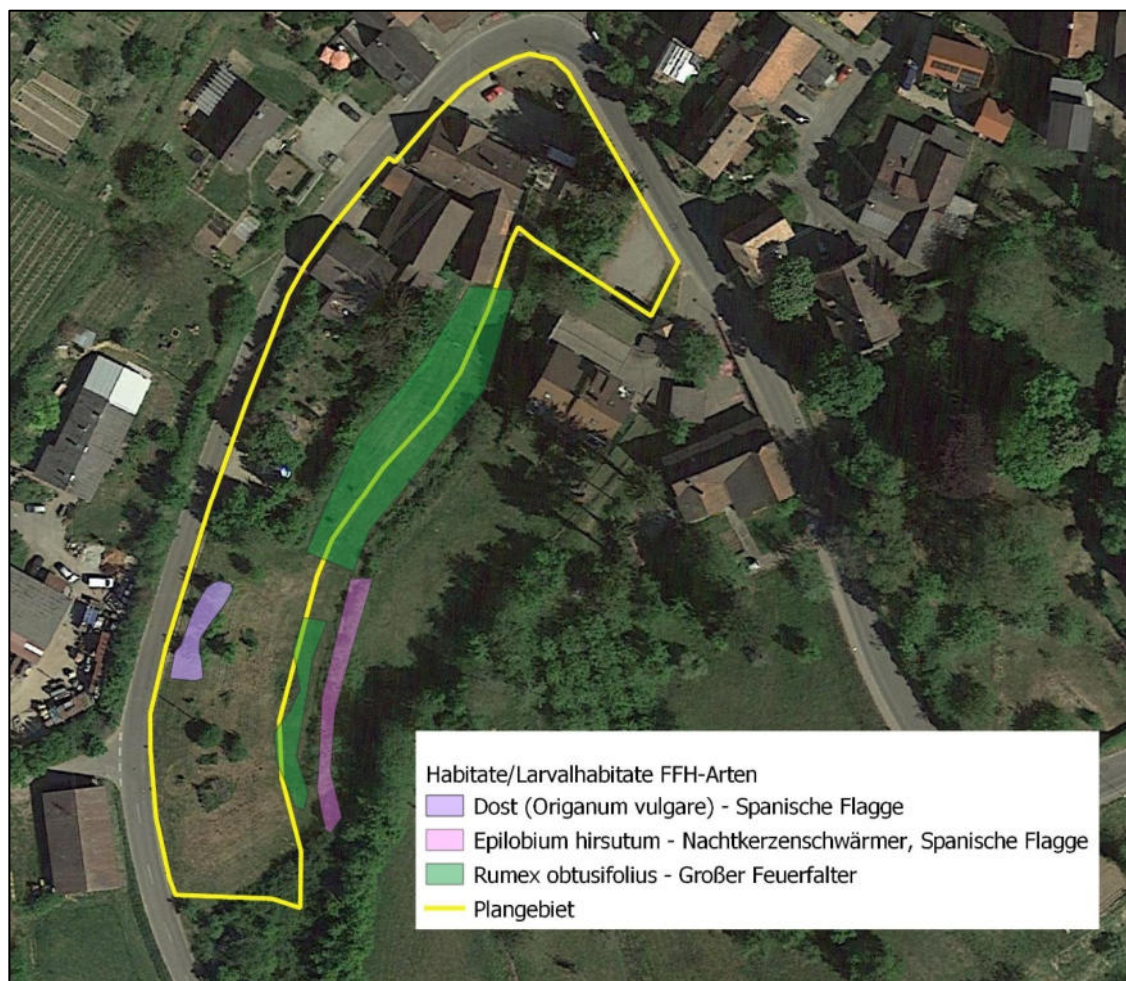 Habitate/Larvalhabitate FFH-Arten
Dost (Origanum vulgare) - Spanische Flagge
Epilobium hirsutum - Nachtkerzenschwärmer, Spanische Flagge
Rumex obtusifolius - Großer Feuerfalter
Plangebiet